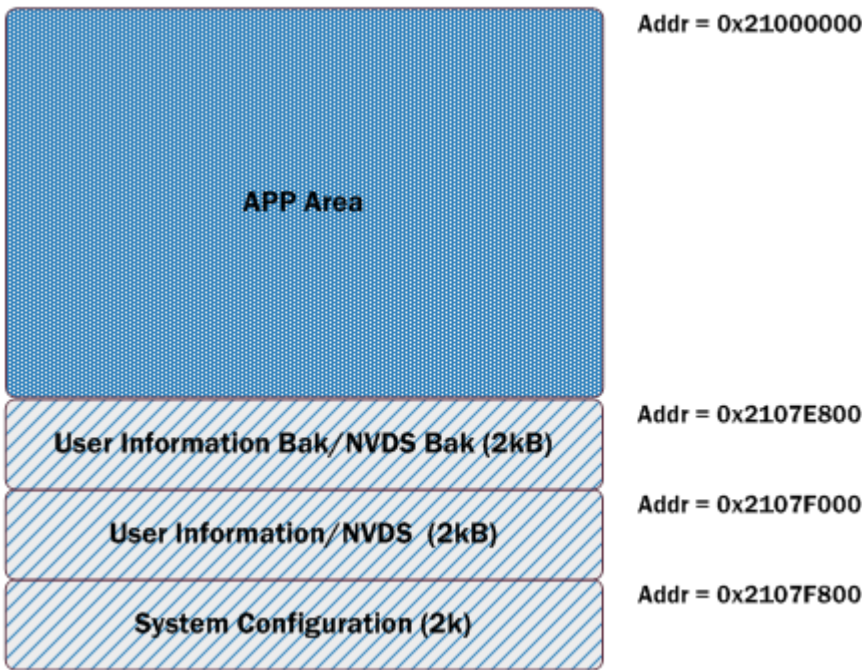 Addr = 0x21000000
APP Area
Addr = 0x2107E800
User Information Bak/NVDS Bak (2kB)
Addr = 0x2107F000
User Information/NVDS (2kB)
Addr = 0x2107F800
System Configuration (2k)